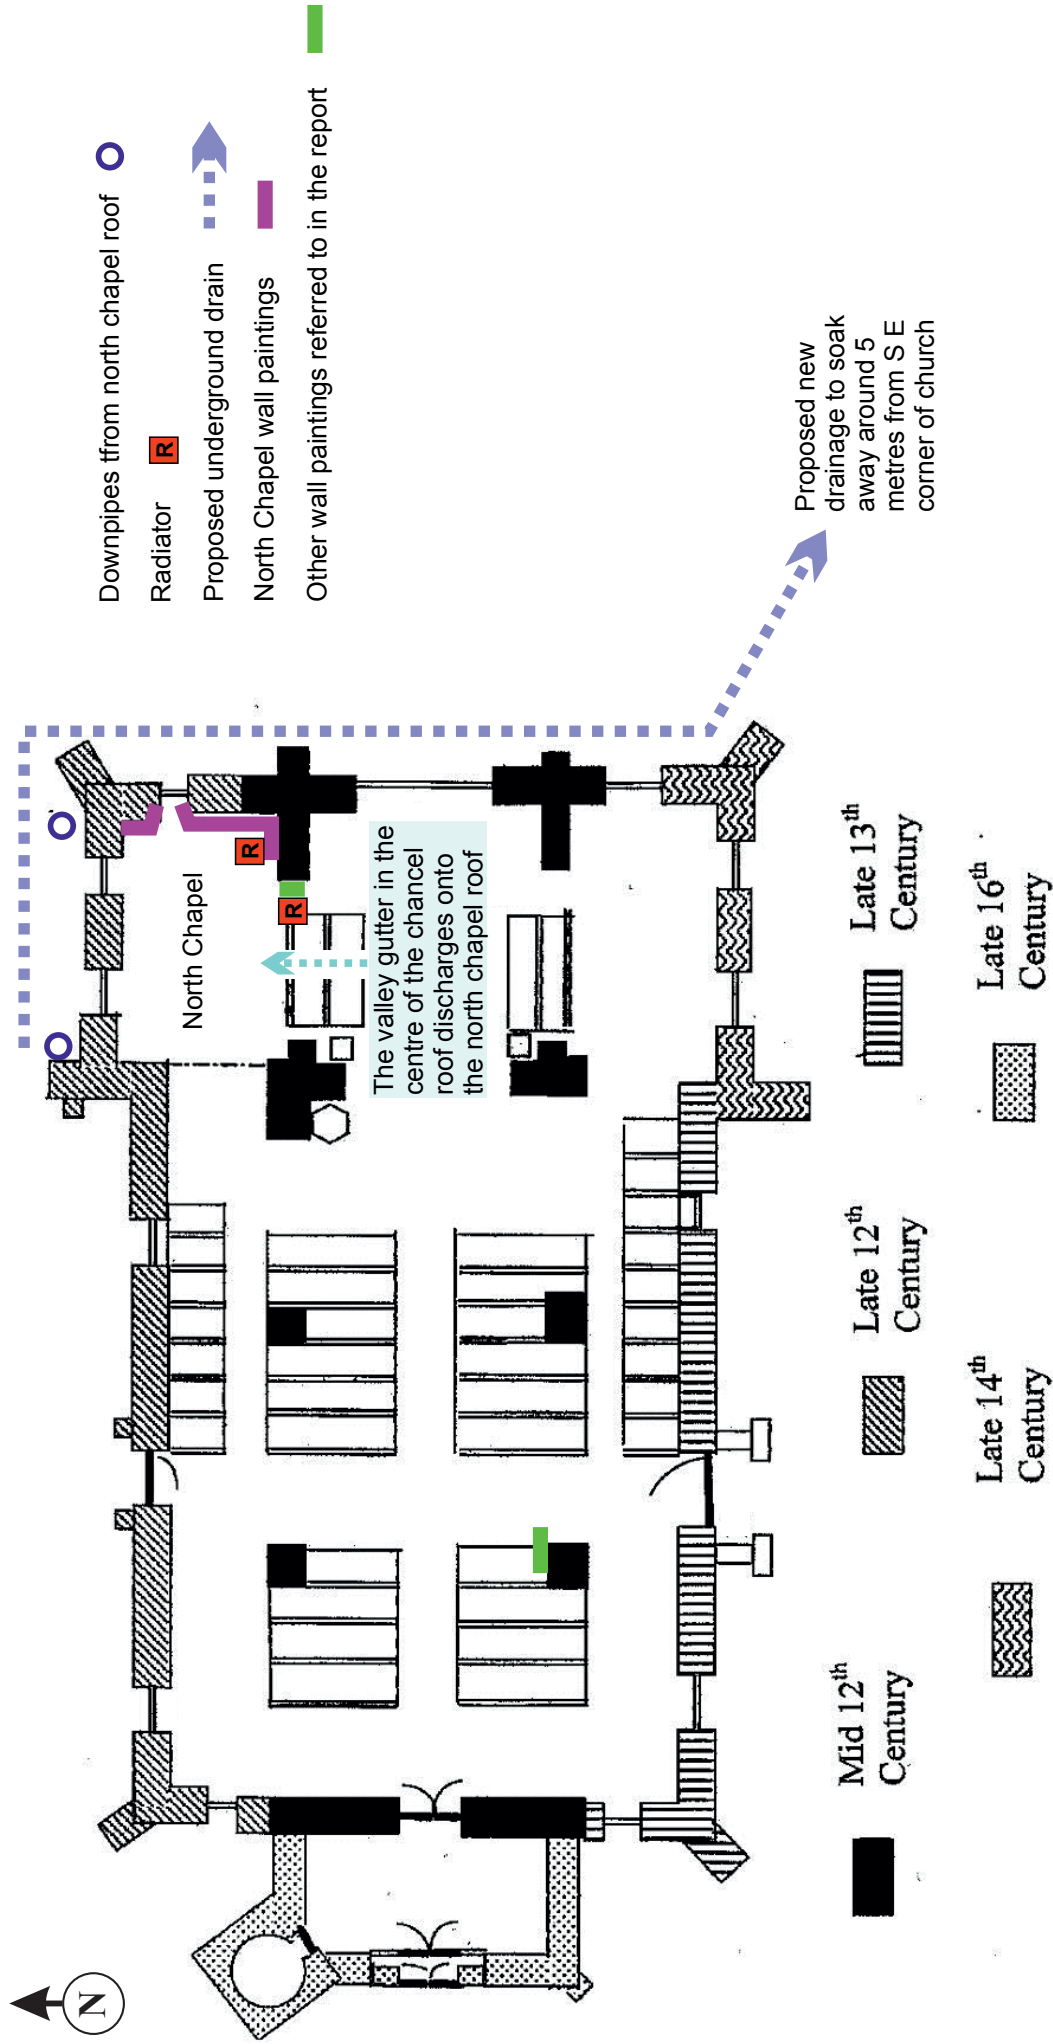 N
Downpipes tfrom north chapel roof
Radiator R
Proposed underground drain
North Chapel wall paintings
Other wall paintings referred to in the report
North Chapel
R
R
The valley gutter in the
centre of the chancel
roof discharges onto
the north chapel roof
Proposed new
drainage to soak
away around 5
metres from S E
corner of church
Mid 12th
Century
Late 12th
Century
Late 13th
Century
Late 14th
Century
Late 16th
Century